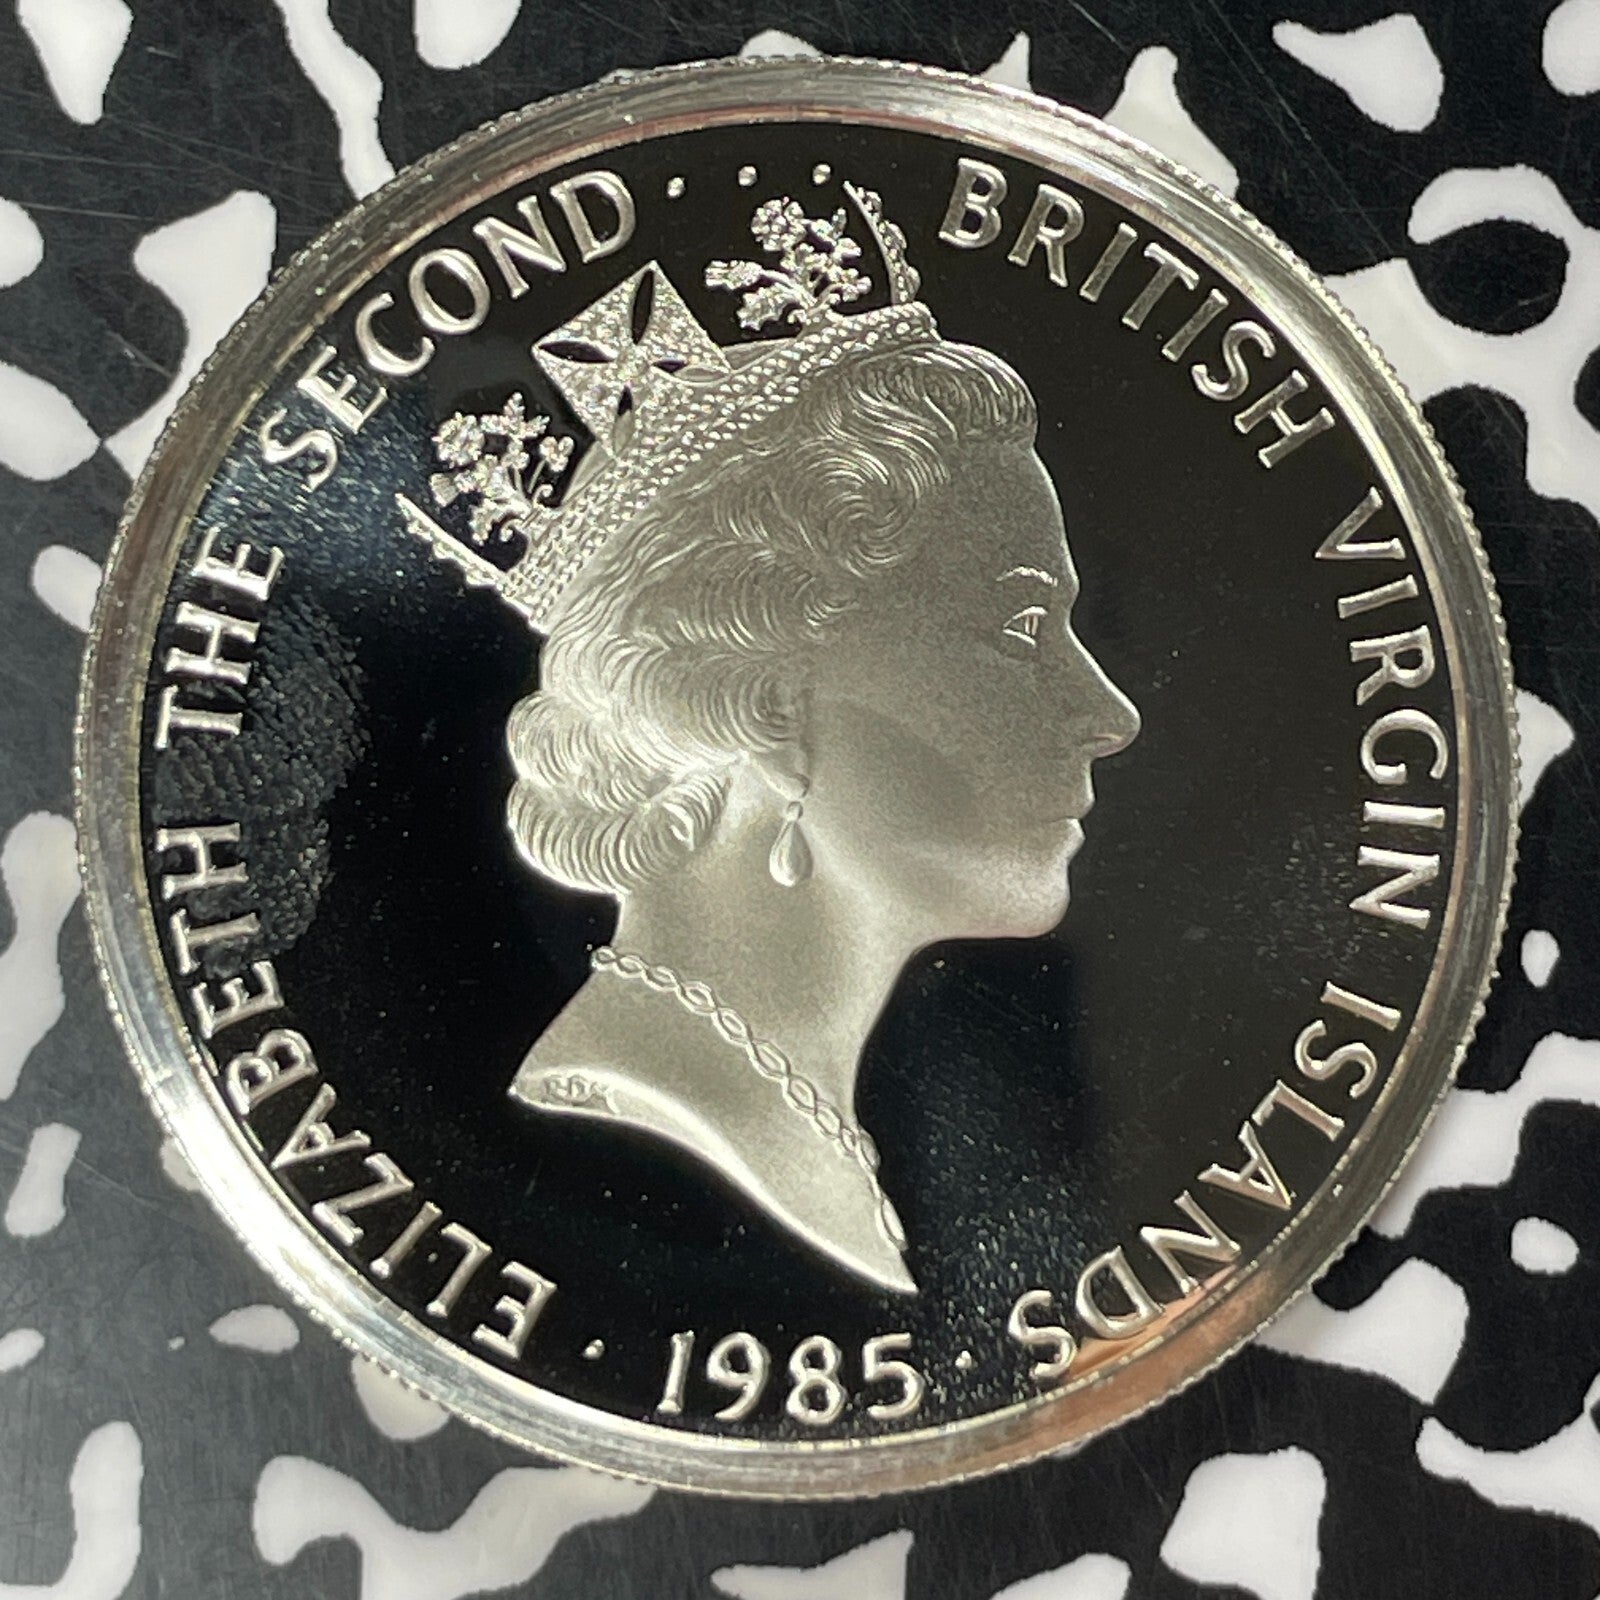 ELIZABETH THE SECOND . . . BRITISH VIRGIN ISLANDS
· 1985 ·